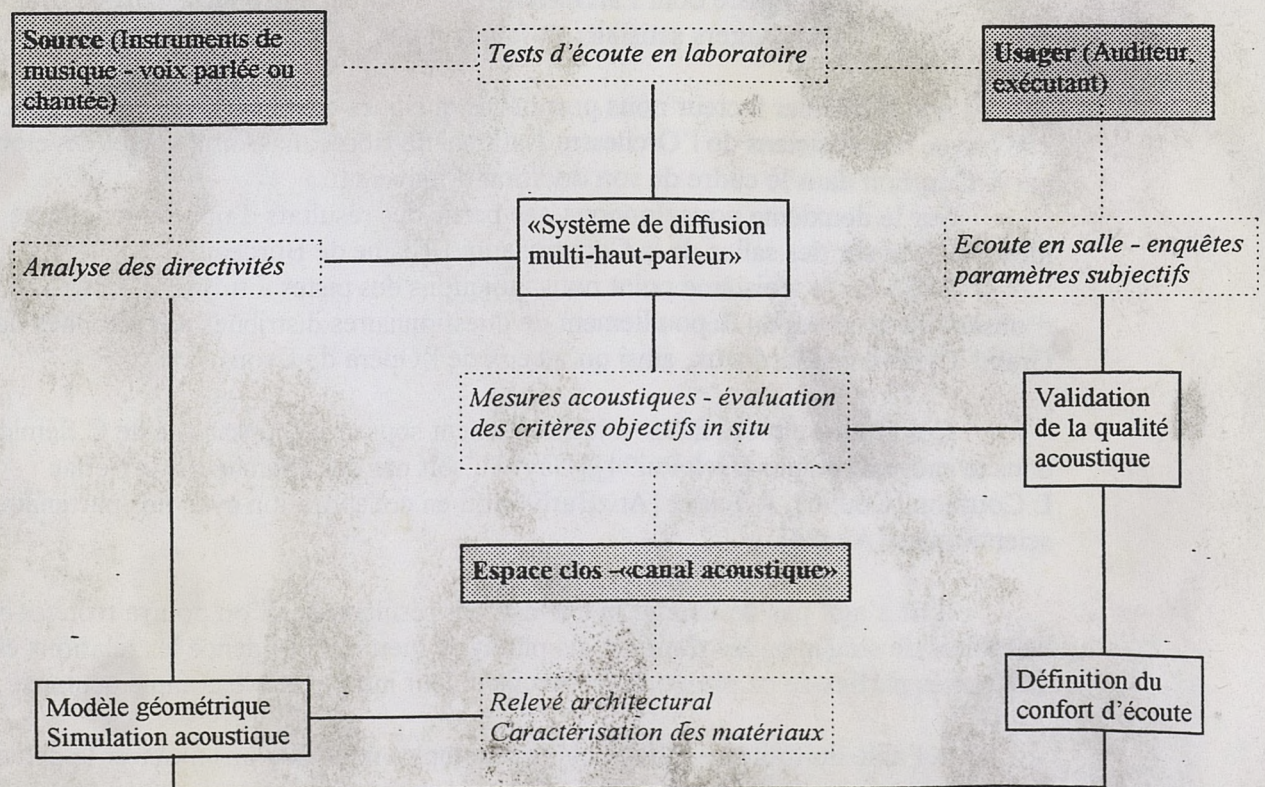 Source (Instruments de
musique - voix parlée ou
chantée)
Tests d'écoute en laboratoire
Usager (Auditeur,
exécutant)
«Système de diffusion
multi-haut-parleur»
Analyse des directivités
Ecoute en salle - enquêtes
paramètres subjectifs
Mesures acoustiques - évaluation
des critères objectifs in situ
Validation
de la qualité
acoustique
Espace clos -«canal acoustique»
Modèle géométrique
Simulation acoustique
Relevé architectural
Caractérisation des matériaux
Définition du
confort d'écoute